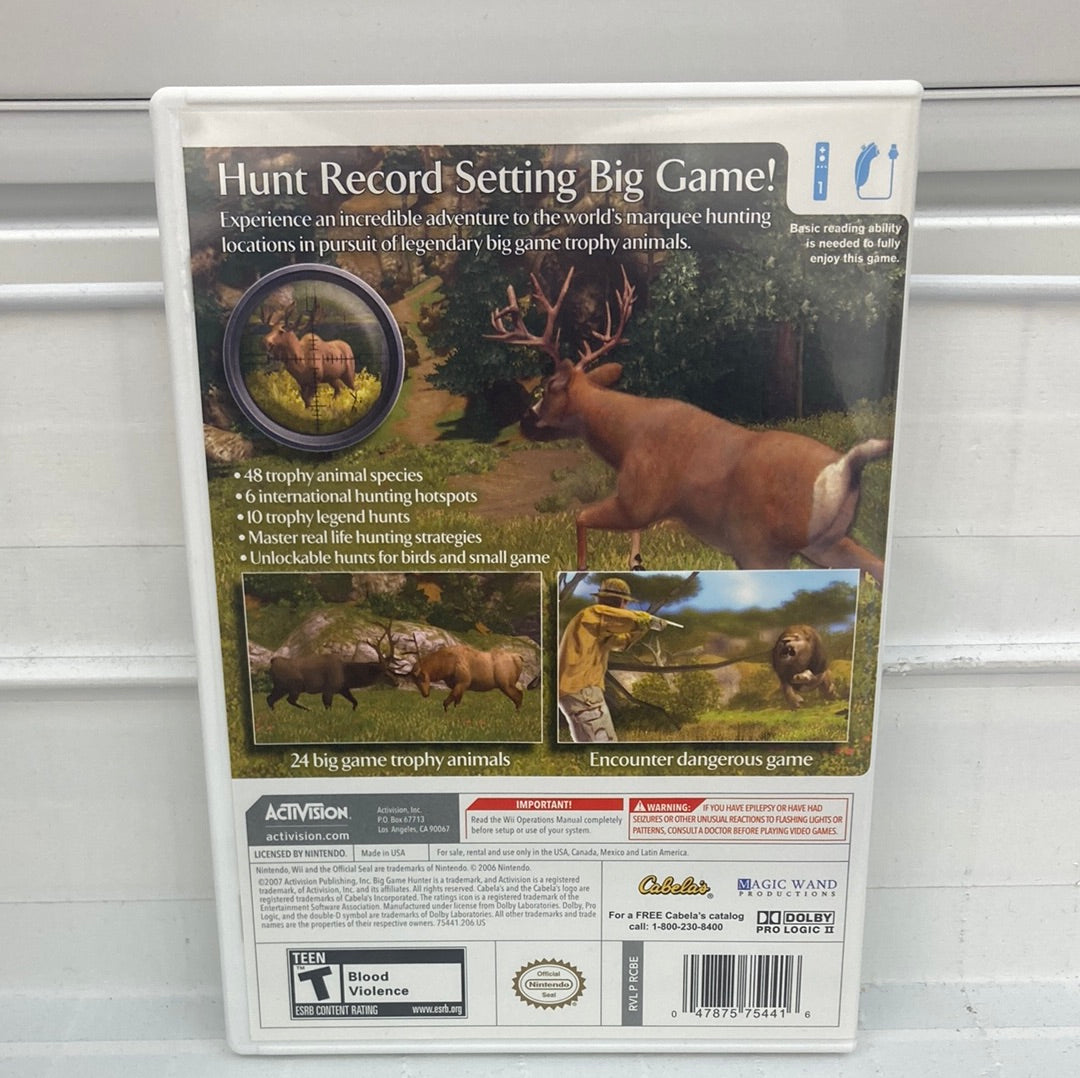 Hunt Record Setting Big Game!
Experience an incredible adventure to the world's marquee hunting
locations in pursuit of legendary big game trophy animals.
1
Basic reading ability
is needed to fully
enjoy this game.
• 48 trophy animal species
• 6 international hunting hotspots
• 10 trophy legend hunts
• Master real life hunting strategies
• Unlockable hunts for birds and small game
24 big game trophy animals
Encounter dangerous game
ACTIVISION.
activision.com
Activision, Inc.
P.O. Box 67713
Los Angeles, CA 90067
IMPORTANT!
Read the Wii Operations Manual completely
before setup or use of your system.
WARNING: IF YOU HAVE EPILEPSY OR HAVE HAD
SEIZURES OR OTHER UNUSUAL REACTIONS TO FLASHING LIGHTS OR
PATTERNS, CONSULT A DOCTOR BEFORE PLAYING VIDEO GAMES.
LICENSED BY NINTENDO.
Made in USA
For sale, rental and use only in the USA, Canada, Mexico and Latin America.
Nintendo, Wii and the Official Seal are trademarks of Nintendo. © 2006 Nintendo.
©2007 Activision Publishing, Inc. Big Game Hunter is a trademark, and Activision is a registered
trademark, of Activision, Inc. and its affiliates. All rights reserved. Cabela's and the Cabela's logo are
registered trademarks of Cabela's Incorporated. The ratings icon is a registered trademark of the
Entertainment Software Association. Manufactured under license from Dolby Laboratories. Dolby, Pro
Logic, and the double-D symbol are trademarks of Dolby Laboratories. All other trademarks and trade
names are the properties of their respective owners. 75441.206.US
Cabela's®
MAGIC WAND
PRODUCTIONS
For a FREE Cabela's catalog
call: 1-800-230-8400
DOLBY
PRO LOGIC II
TEEN
T™
Blood
Violence
ESRB CONTENT RATING www.esrb.org
Official
Nintendo
Seal
RVL P RCBE
0 47875 75441 6